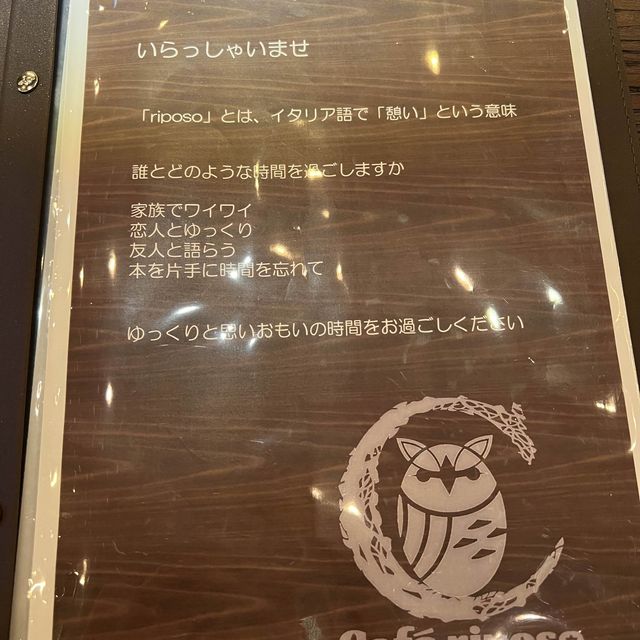 いらっしゃいませ
「riposo」とは、イタリア語で「憩い」という意味
誰とどのような時間を過ごしますか
家族でワイワイ
恋人とゆっくり
友人と語らう
本を片手に時間を忘れて
ゆっくりと思いおもいの時間をお過ごしください
Café riposo